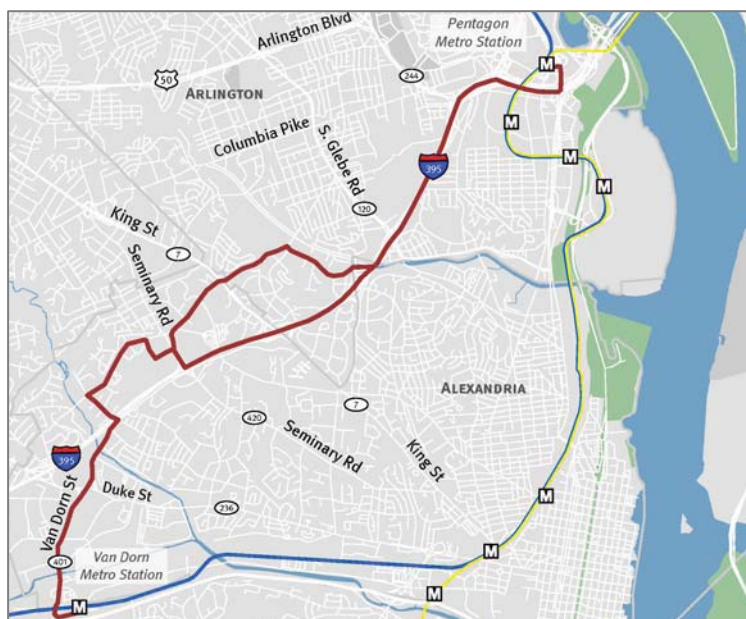 Pentagon
Metro Station
Arlington Blvd
50
M
244
ARLINGTON
Columbia Pike
S. Glebe Rd
M
395
M
M
120
King St
7
Seminary Rd
ALEXANDRIA
7
420
Seminary Rd
King St
395
Van Dorn St
Duke St
M
236
M
Van Dorn
Metro Station
401
M
M